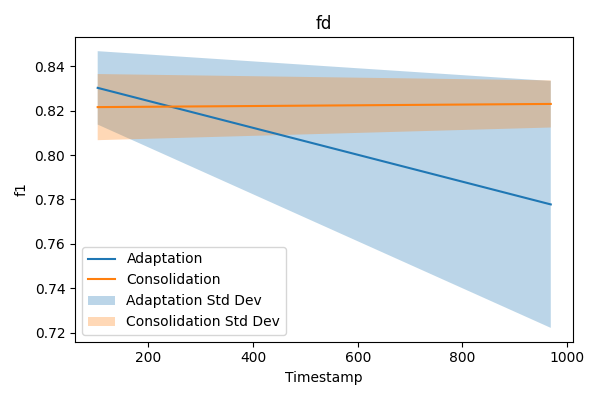 fd
0.84
0.82
0.80
0.78
0.76
0.74
0.72
f1
Adaptation
Consolidation
Adaptation Std Dev
Consolidation Std Dev
200
400
600
800
1000
Timestamp